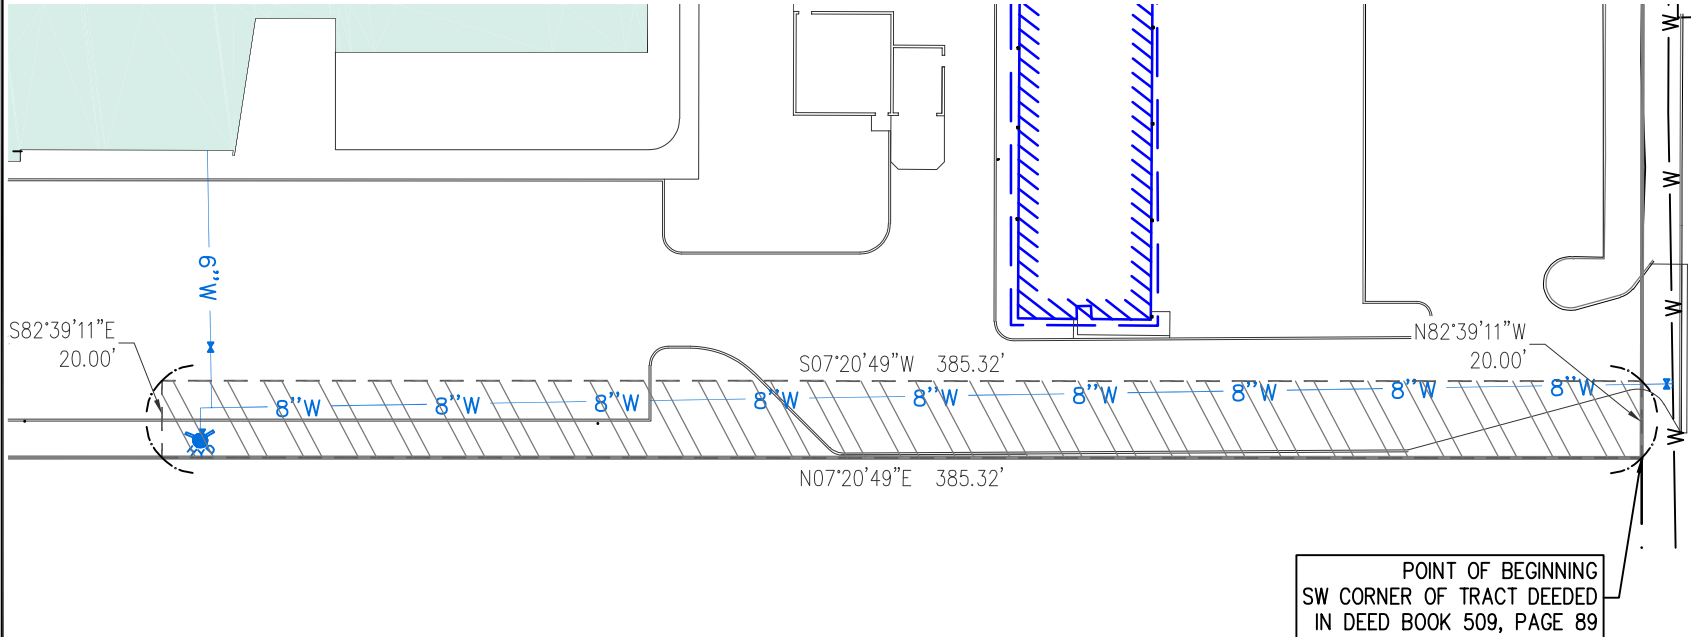 W
W
W
6"W
W
S82°39'11"E
20.00'
S07°20'49"W 385.32'
N82°39'11"W
20.00'
8"W 8"W 8"W 8"W 8"W 8"W 8"W 8"W 8"W
W
N07°20'49"E 385.32'
POINT OF BEGINNING
SW CORNER OF TRACT DEEDED
IN DEED BOOK 509, PAGE 89